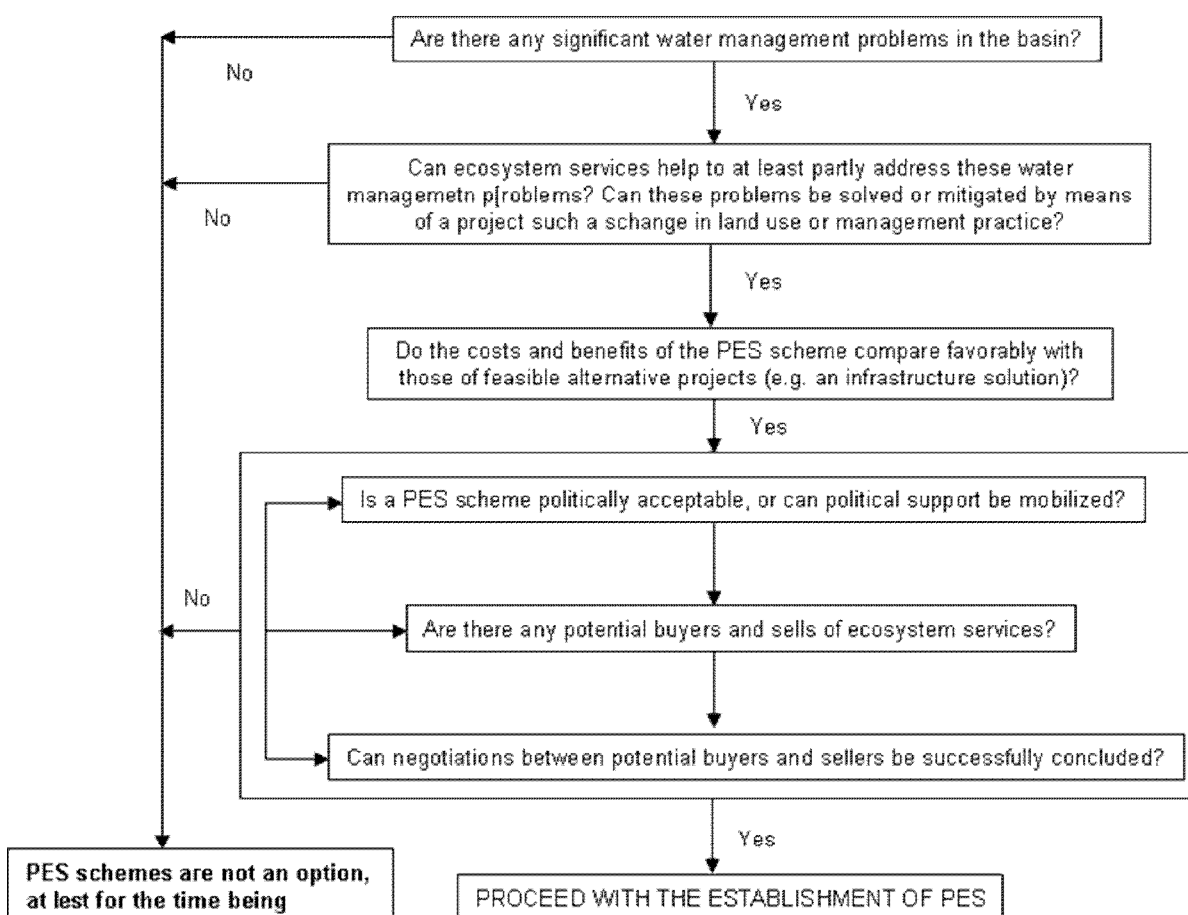 Are there any significant water management problems in the basin?
No
Yes
Can ecosystem services help to at least partly address these water
managemetn p[roblems? Can these problems be solved or mitigated by means
of a project such a schange in land use or management practice?
No
Yes
Do the costs and benefits of the PES scheme compare favorably with
those of feasible alternative projects (e.g. an infrastructure solution)?
Yes
Is a PES scheme politically acceptable, or can political support be mobilized?
No
Are there any potential buyers and sells of ecosystem services?
Can negotiations between potential buyers and sellers be successfully concluded?
Yes
PES schemes are not an option,
at lest for the time being
PROCEED WITH THE ESTABLISHMENT OF PES